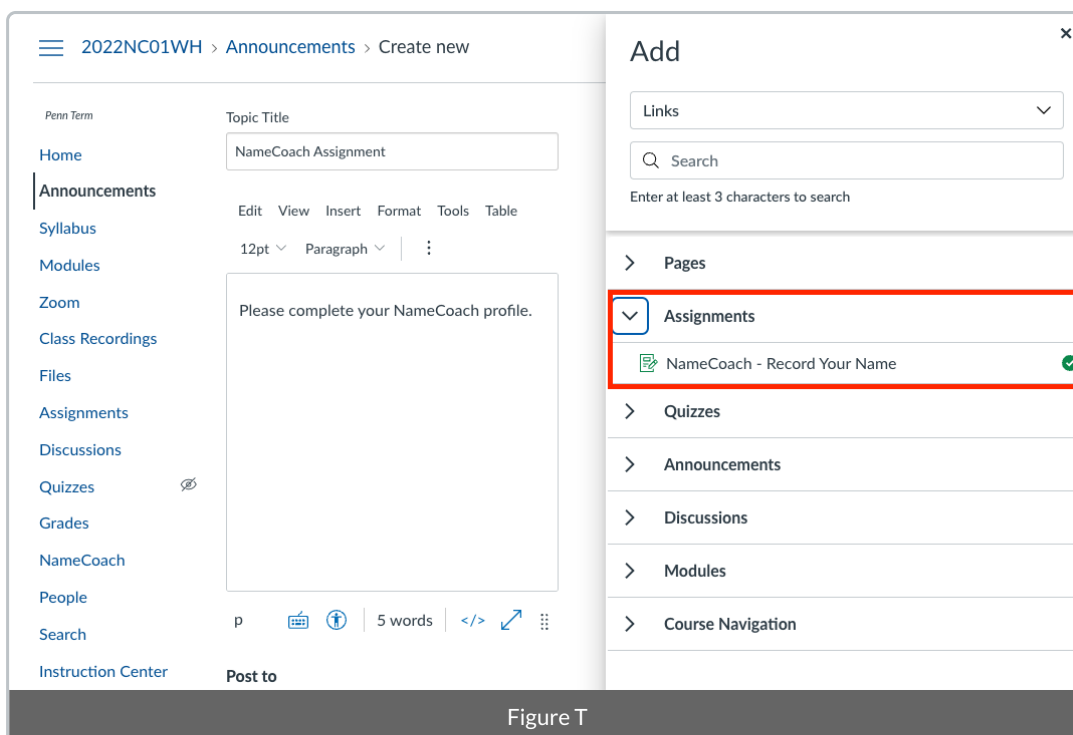 2022NC01WH > Announcements > Create new
Penn Term
Home
Announcements
Syllabus
Modules
Zoom
Class Recordings
Files
Assignments
Discussions
Quizzes
Grades
NameCoach
People
Search
Instruction Center
Topic Title
NameCoach Assignment
Edit View Insert Format Tools Table
12pt Paragraph
Please complete your NameCoach profile.
p 5 words </>
Post to
Add
Links
Search
Enter at least 3 characters to search
Pages
Assignments
NameCoach - Record Your Name
Quizzes
Announcements
Discussions
Modules
Course Navigation
Figure T